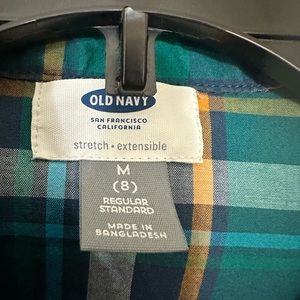 OLD NAVY
SAN FRANCISCO
CALIFORNIA
stretch • extensible
M
(8)
REGULAR
STANDARD
MADE IN
BANGLADESH